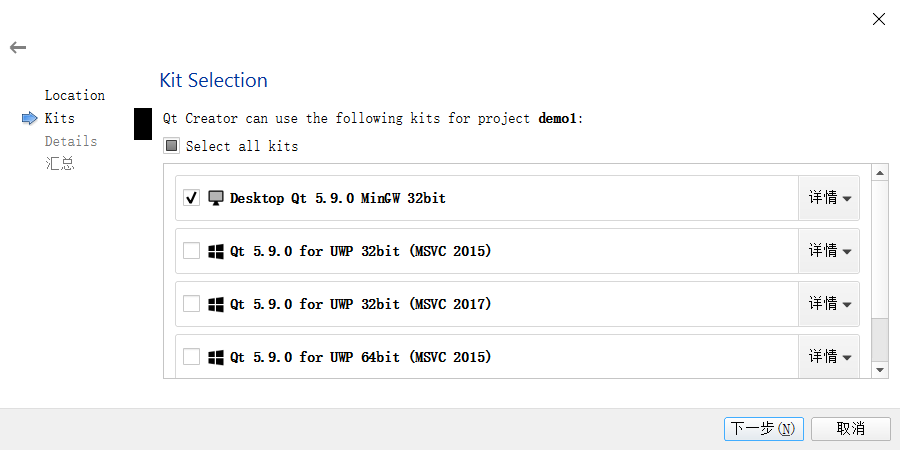 Kit Selection
Location
Kits
Details
汇总
Qt Creator can use the following kits for project demo1:
Select all kits
Desktop Qt 5.9.0 MinGW 32bit
详情
Qt 5.9.0 for UWP 32bit (MSVC 2015)
详情
Qt 5.9.0 for UWP 32bit (MSVC 2017)
详情
Qt 5.9.0 for UWP 64bit (MSVC 2015)
详情
下一步(N)
取消